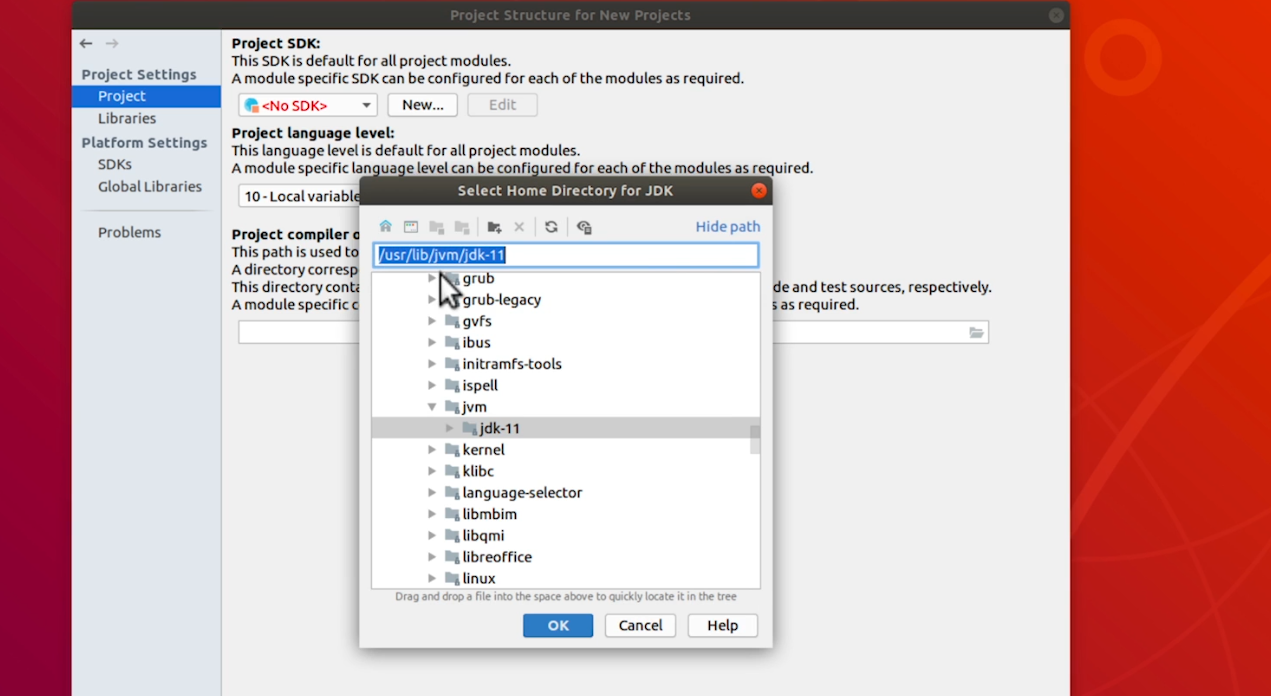 Project Structure for New Projects
Project Settings
Project
Libraries
Platform Settings
SDKs
Global Libraries
Problems
Project SDK:
This SDK is default for all project modules.
A module specific SDK can be configured for each of the modules as required.
<No SDK>
New...
Edit
Project language level:
This language level is default for all project modules.
A module specific language level can be configured for each of the modules as required.
10 - Local variable
Project compiler o
This path is used to
A directory corresp
This directory conta de and test sources, respectively.
A module specific c s as required.
Select Home Directory for JDK
Hide path
/usr/lib/jvm/jdk-11
grub
grub-legacy
gvfs
ibus
initramfs-tools
ispell
jvm
jdk-11
kernel
klibc
language-selector
libmbim
libqmi
libreoffice
linux
Drag and drop a file into the space above to quickly locate it in the tree
OK
Cancel
Help